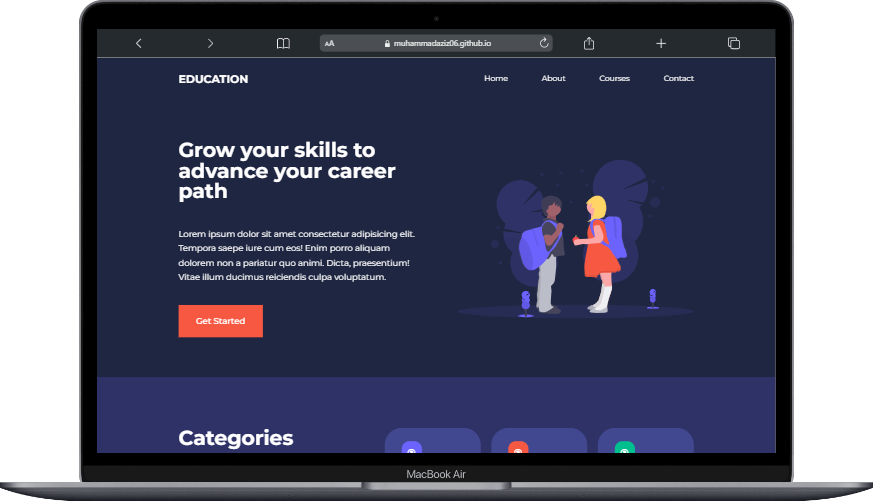 AA
muhammadaziz06.github.io
EDUCATION
Home
About
Courses
Contact
Grow your skills to
advance your career
path
Lorem ipsum dolor sit amet consectetur adipisicing elit.
Tempora saepe iure cum eos! Enim porro aliquam
dolorem non a pariatur quo animi. Dicta, praesentium!
Vitae illum ducimus reiciendis culpa voluptatum.
Get Started
Categories
MacBook Air